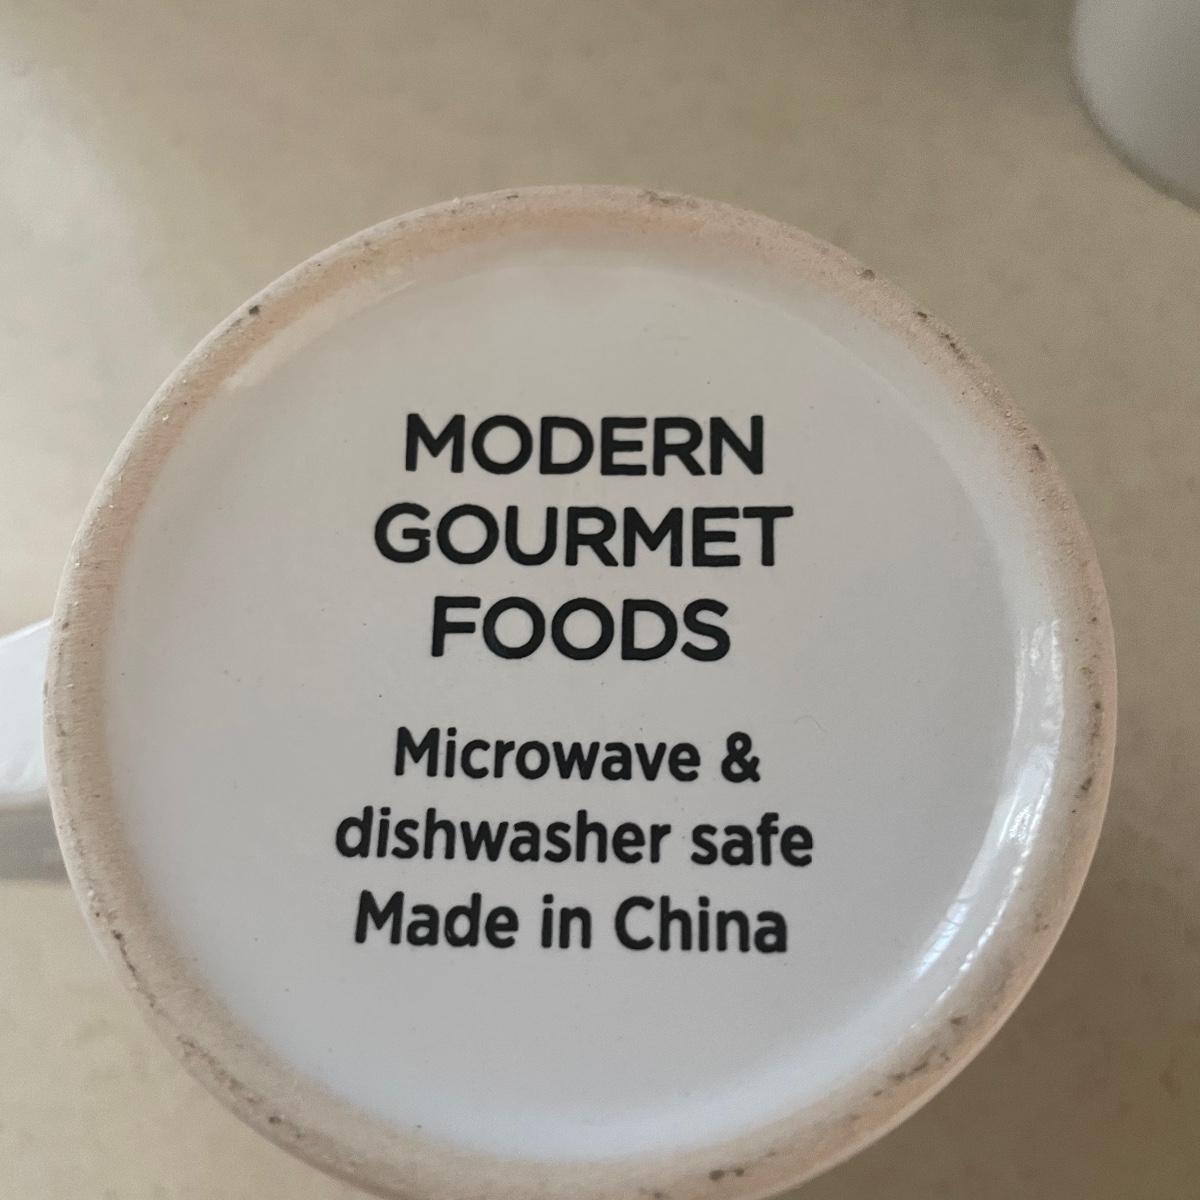 MODERN
GOURMET
FOODS
Microwave &
dishwasher safe
Made in China